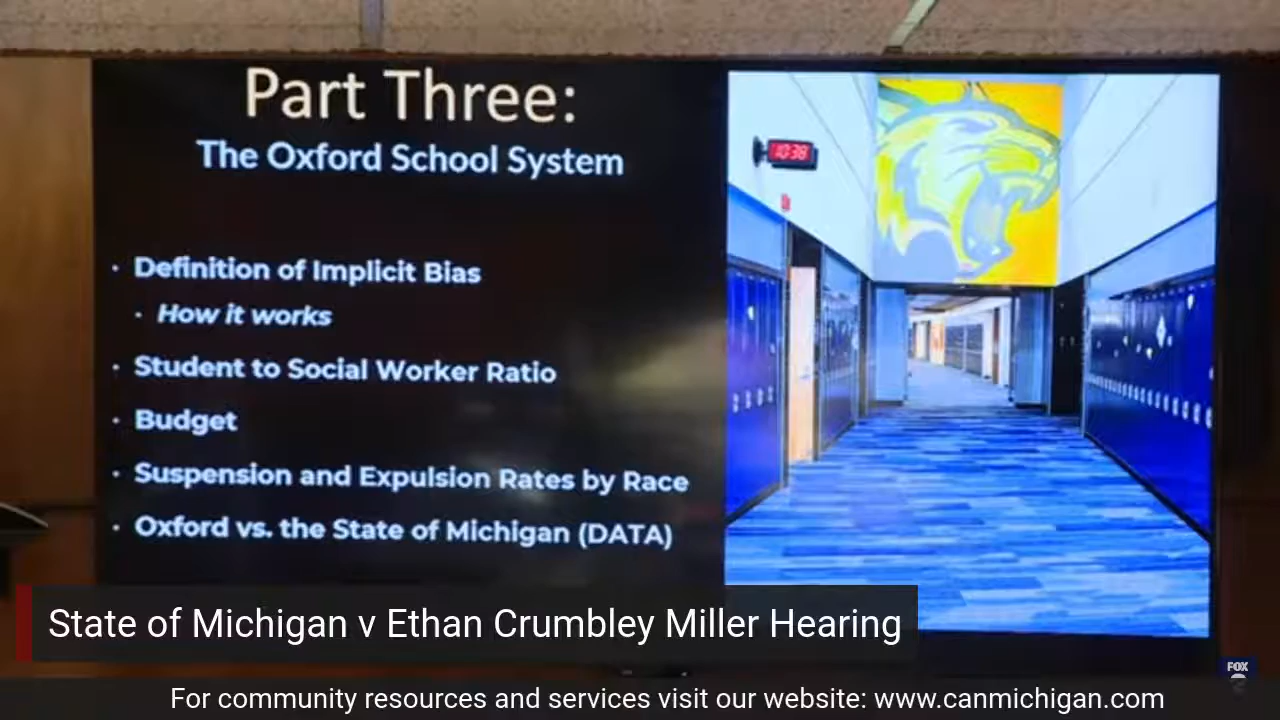 Part Three:
The Oxford School System
10:38
· Definition of Implicit Bias
· How it works
· Student to Social Worker Ratio
· Budget
· Suspension and Expulsion Rates by Race
· Oxford vs. the State of Michigan (DATA)
State of Michigan v Ethan Crumbley Miller Hearing
FOX
2
For community resources and services visit our website: www.canmichigan.com